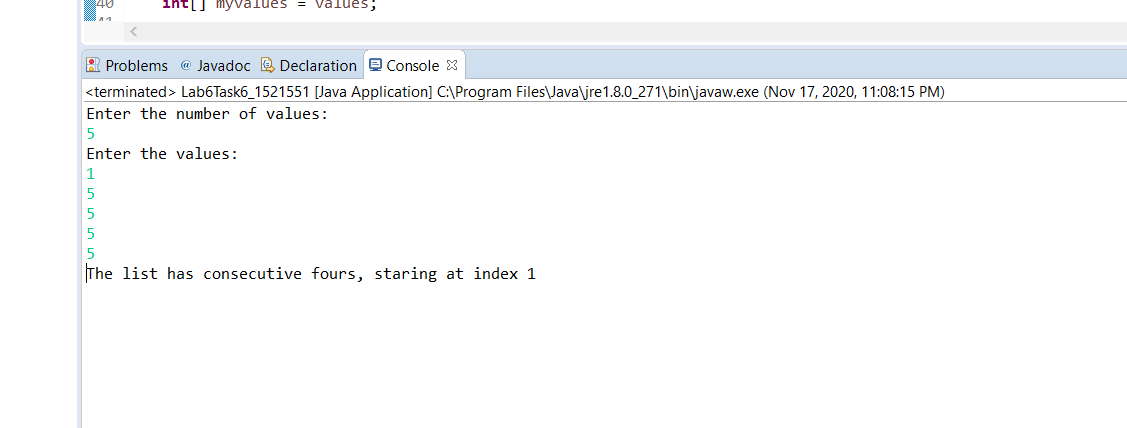 40 int[] myvalues = values;
41
Problems @ Javadoc Declaration Console
<terminated> Lab6Task6_1521551 [Java Application] C:\Program Files\Java\jre1.8.0_271\bin\javaw.exe (Nov 17, 2020, 11:08:15 PM)
Enter the number of values:
5
Enter the values:
1
5
5
5
5
The list has consecutive fours, staring at index 1